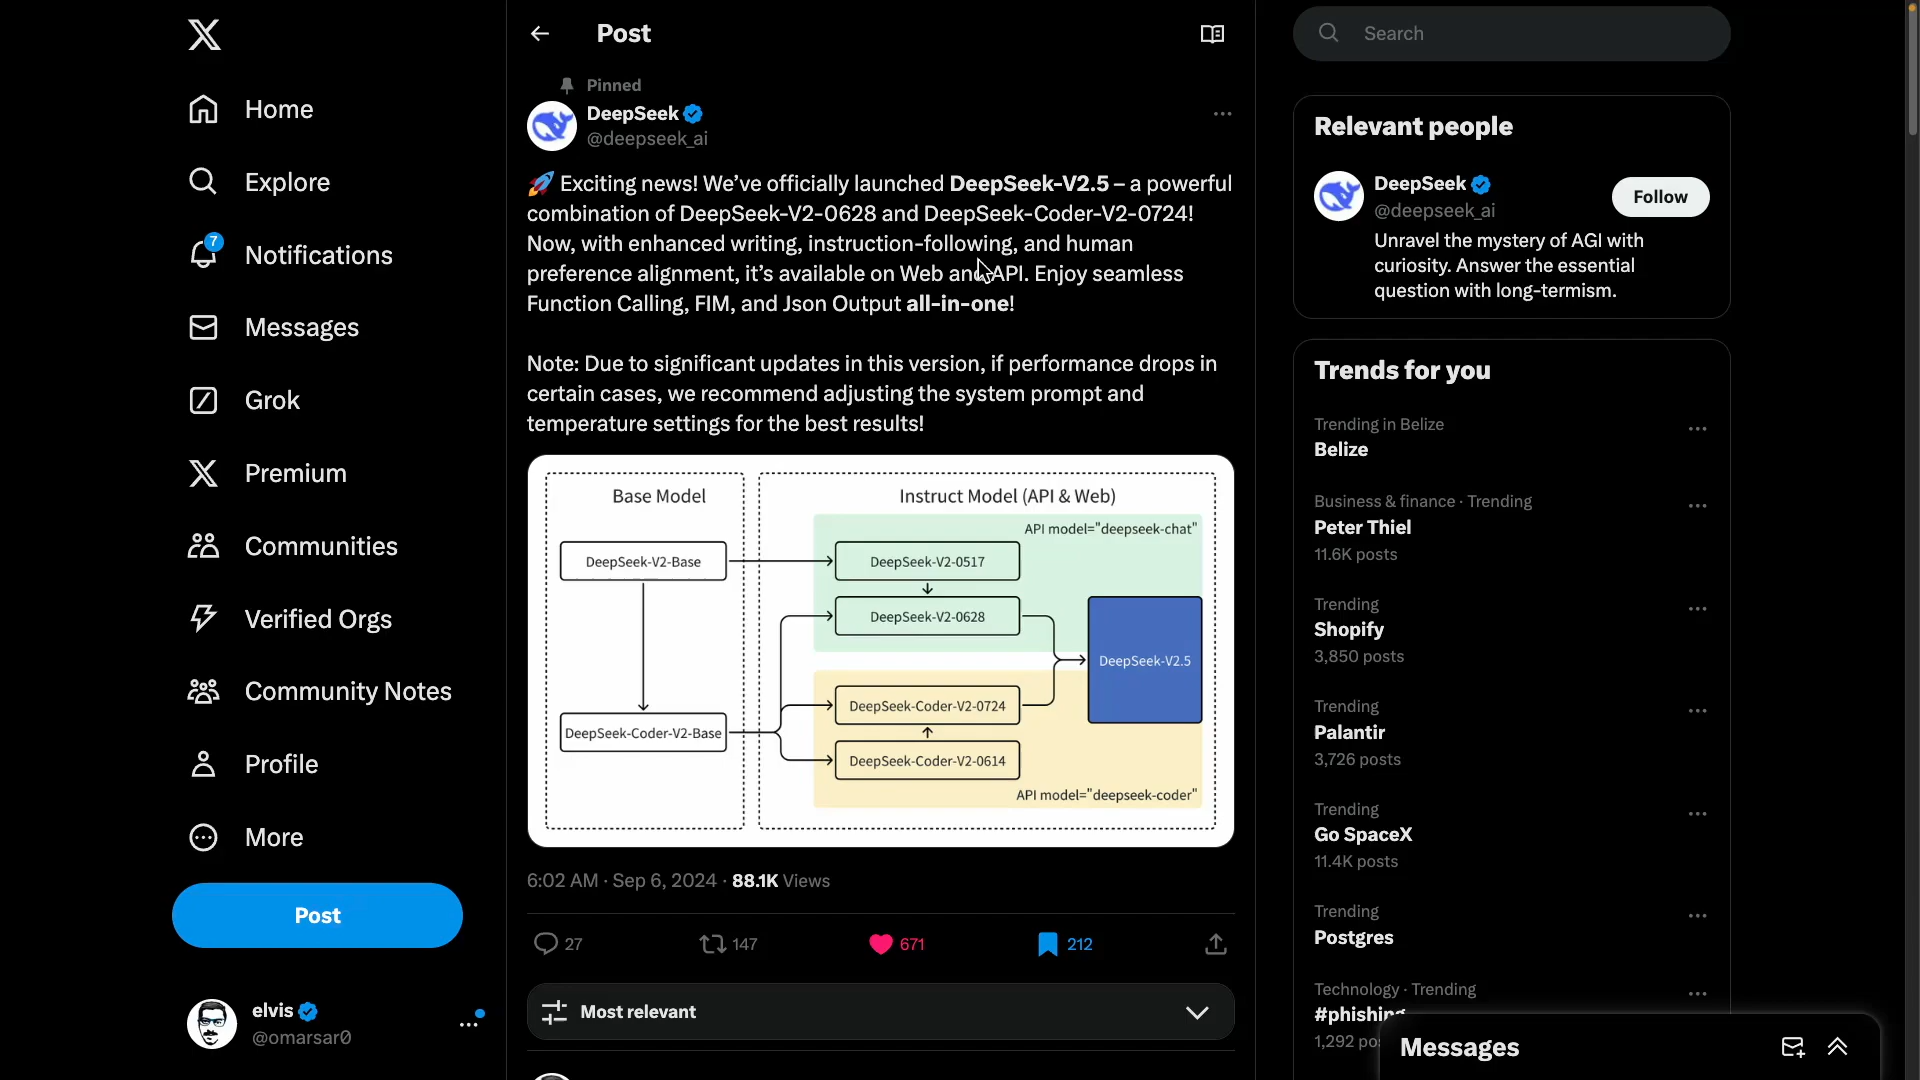 Home
Explore
7
Notifications
Messages
Grok
Premium
Communities
Verified Orgs
Community Notes
Profile
More
Post
elvis
@omarsar0
Post
Pinned
DeepSeek
@deepseek_ai
🚀 Exciting news! We’ve officially launched DeepSeek-V2.5 – a powerful
combination of DeepSeek-V2-0628 and DeepSeek-Coder-V2-0724!
Now, with enhanced writing, instruction-following, and human
preference alignment, it’s available on Web and API. Enjoy seamless
Function Calling, FIM, and Json Output all-in-one!
Note: Due to significant updates in this version, if performance drops in
certain cases, we recommend adjusting the system prompt and
temperature settings for the best results!
Base Model
DeepSeek-V2-Base
DeepSeek-Coder-V2-Base
Instruct Model (API & Web)
API model="deepseek-chat"
DeepSeek-V2-0517
DeepSeek-V2-0628
DeepSeek-V2.5
DeepSeek-Coder-V2-0724
DeepSeek-Coder-V2-0614
API model="deepseek-coder"
6:02 AM · Sep 6, 2024 · 88.1K Views
27 147 671 212
Most relevant
Search
Relevant people
DeepSeek
@deepseek_ai
Follow
Unravel the mystery of AGI with
curiosity. Answer the essential
question with long-termism.
Trends for you
Trending in Belize
Belize
Business & finance · Trending
Peter Thiel
11.6K posts
Trending
Shopify
3,850 posts
Trending
Palantir
3,726 posts
Trending
Go SpaceX
11.4K posts
Trending
Postgres
Technology · Trending
#phishing
1,292
Messages